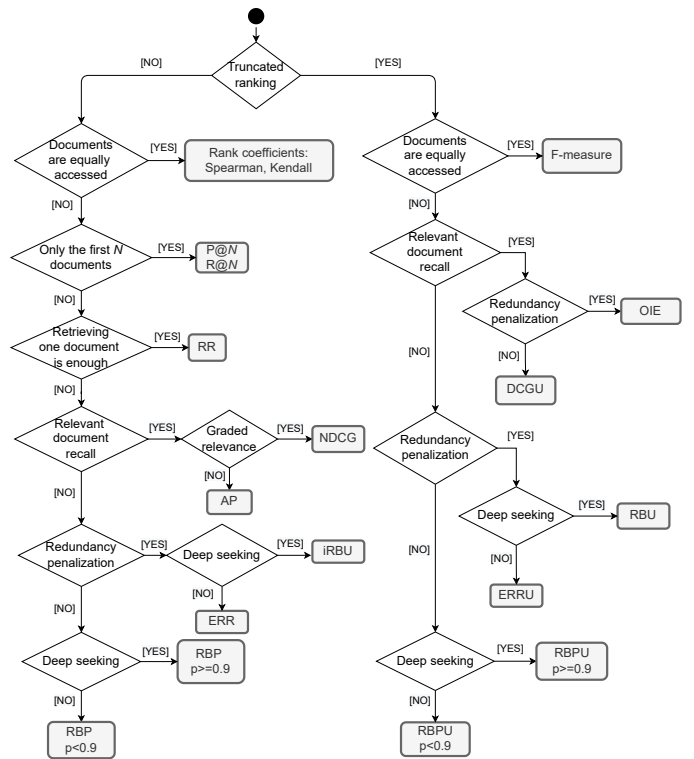 Truncated
ranking
[NO]
[YES]
Documents
are equally
accessed
[YES]
Rank coefficients:
Spearman, Kendall
[NO]
Only the first N
documents
[YES]
P@N
R@N
[NO]
Retrieving
one document
is enough
[YES]
RR
[NO]
Relevant
document
recall
[YES]
Graded
relevance
[YES]
NDCG
[NO]
AP
[NO]
Redundancy
penalization
[YES]
Deep seeking
[YES]
iRBU
[NO]
ERR
[NO]
Deep seeking
[YES]
RBP
p>=0.9
[NO]
RBP
p<0.9
Documents
are equally
accessed
[YES]
F-measure
[NO]
Relevant
document
recall
[YES]
Redundancy
penalization
[YES]
OIE
[NO]
DCGU
[NO]
Redundancy
penalization
[YES]
Deep seeking
[YES]
RBU
[NO]
ERRU
[NO]
Deep seeking
[YES]
RBPU
p>=0.9
[NO]
RBPU
p<0.9